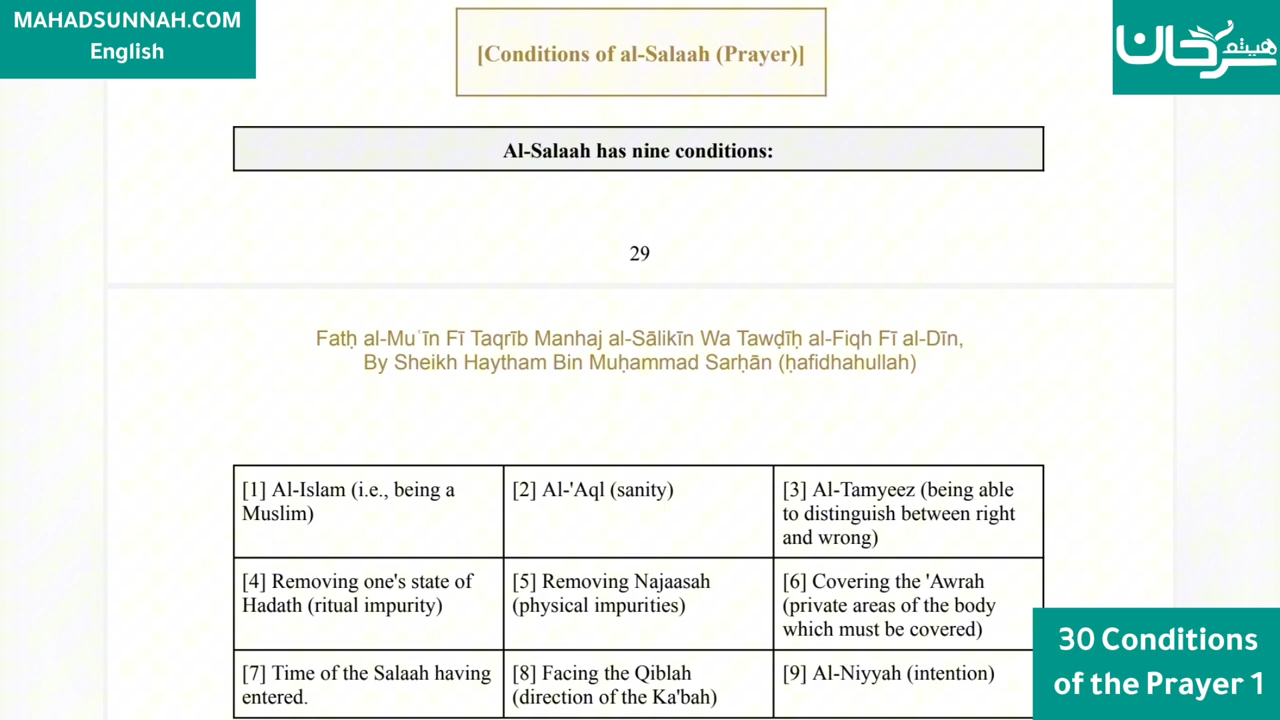 MAHADSUNNAH.COM
English
هيثم
سرحان
[Conditions of al-Salaah (Prayer)]
Al-Salaah has nine conditions:
29
Fatḥ al-Muʿīn Fī Taqrīb Manhaj al-Sālikīn Wa Tawḍīḥ al-Fiqh Fī al-Dīn,
By Sheikh Haytham Bin Muḥammad Sarḥān (ḥafidhahullah)
[1] Al-Islam (i.e., being a
Muslim)
[2] Al-'Aql (sanity)
[3] Al-Tamyeez (being able
to distinguish between right
and wrong)
[4] Removing one's state of
Hadath (ritual impurity)
[5] Removing Najaasah
(physical impurities)
[6] Covering the 'Awrah
(private areas of the body
which must be covered)
[7] Time of the Salaah having
entered.
[8] Facing the Qiblah
(direction of the Ka'bah)
[9] Al-Niyyah (intention)
30 Conditions
of the Prayer 1